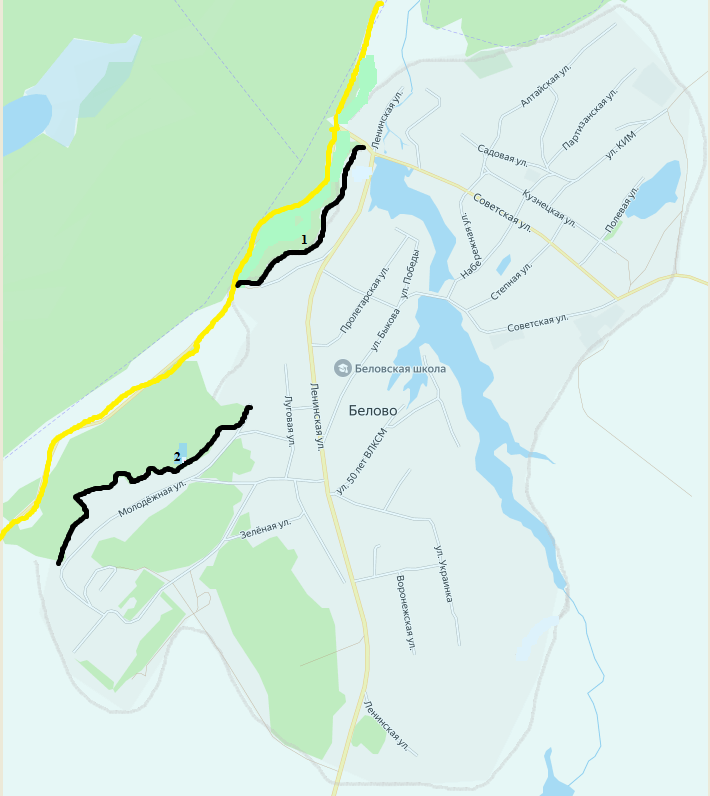 Алтайская ул.
Партизанская ул.
Ленинская ул.
ул. КИМ
Садовая ул.
Кузнецкая ул.
Полевая ул.
Советская ул.
Набережная ул.
1
ул. Победы
Пролетарская ул.
Степная ул.
ул. Быкова
Советская ул.
Беловская школа
Белово
Луговая ул.
Ленинская ул.
ул. 50 лет ВЛКСМ
2
Молодёжная ул.
Зелёная ул.
ул. Украинка
Воронежская ул.
Ленинская ул.